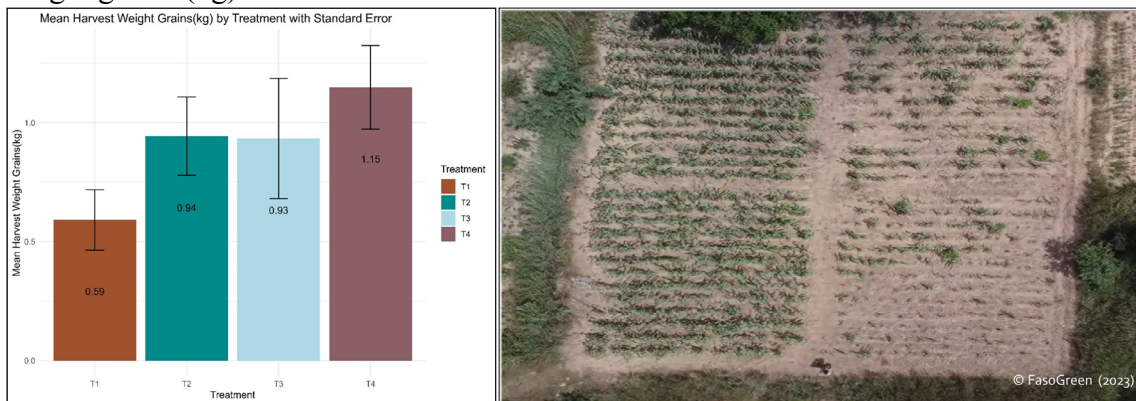 Mean Harvest Weight Grains(kg) by Treatment with Standard Error
Mean Harvest Weight Grains(kg)
1.0
0.5
0.0
0.59
0.94
0.93
1.15
T1
T2
T3
T4
Treatment
Treatment
T1
T2
T3
T4
© FasoGreen (2023)